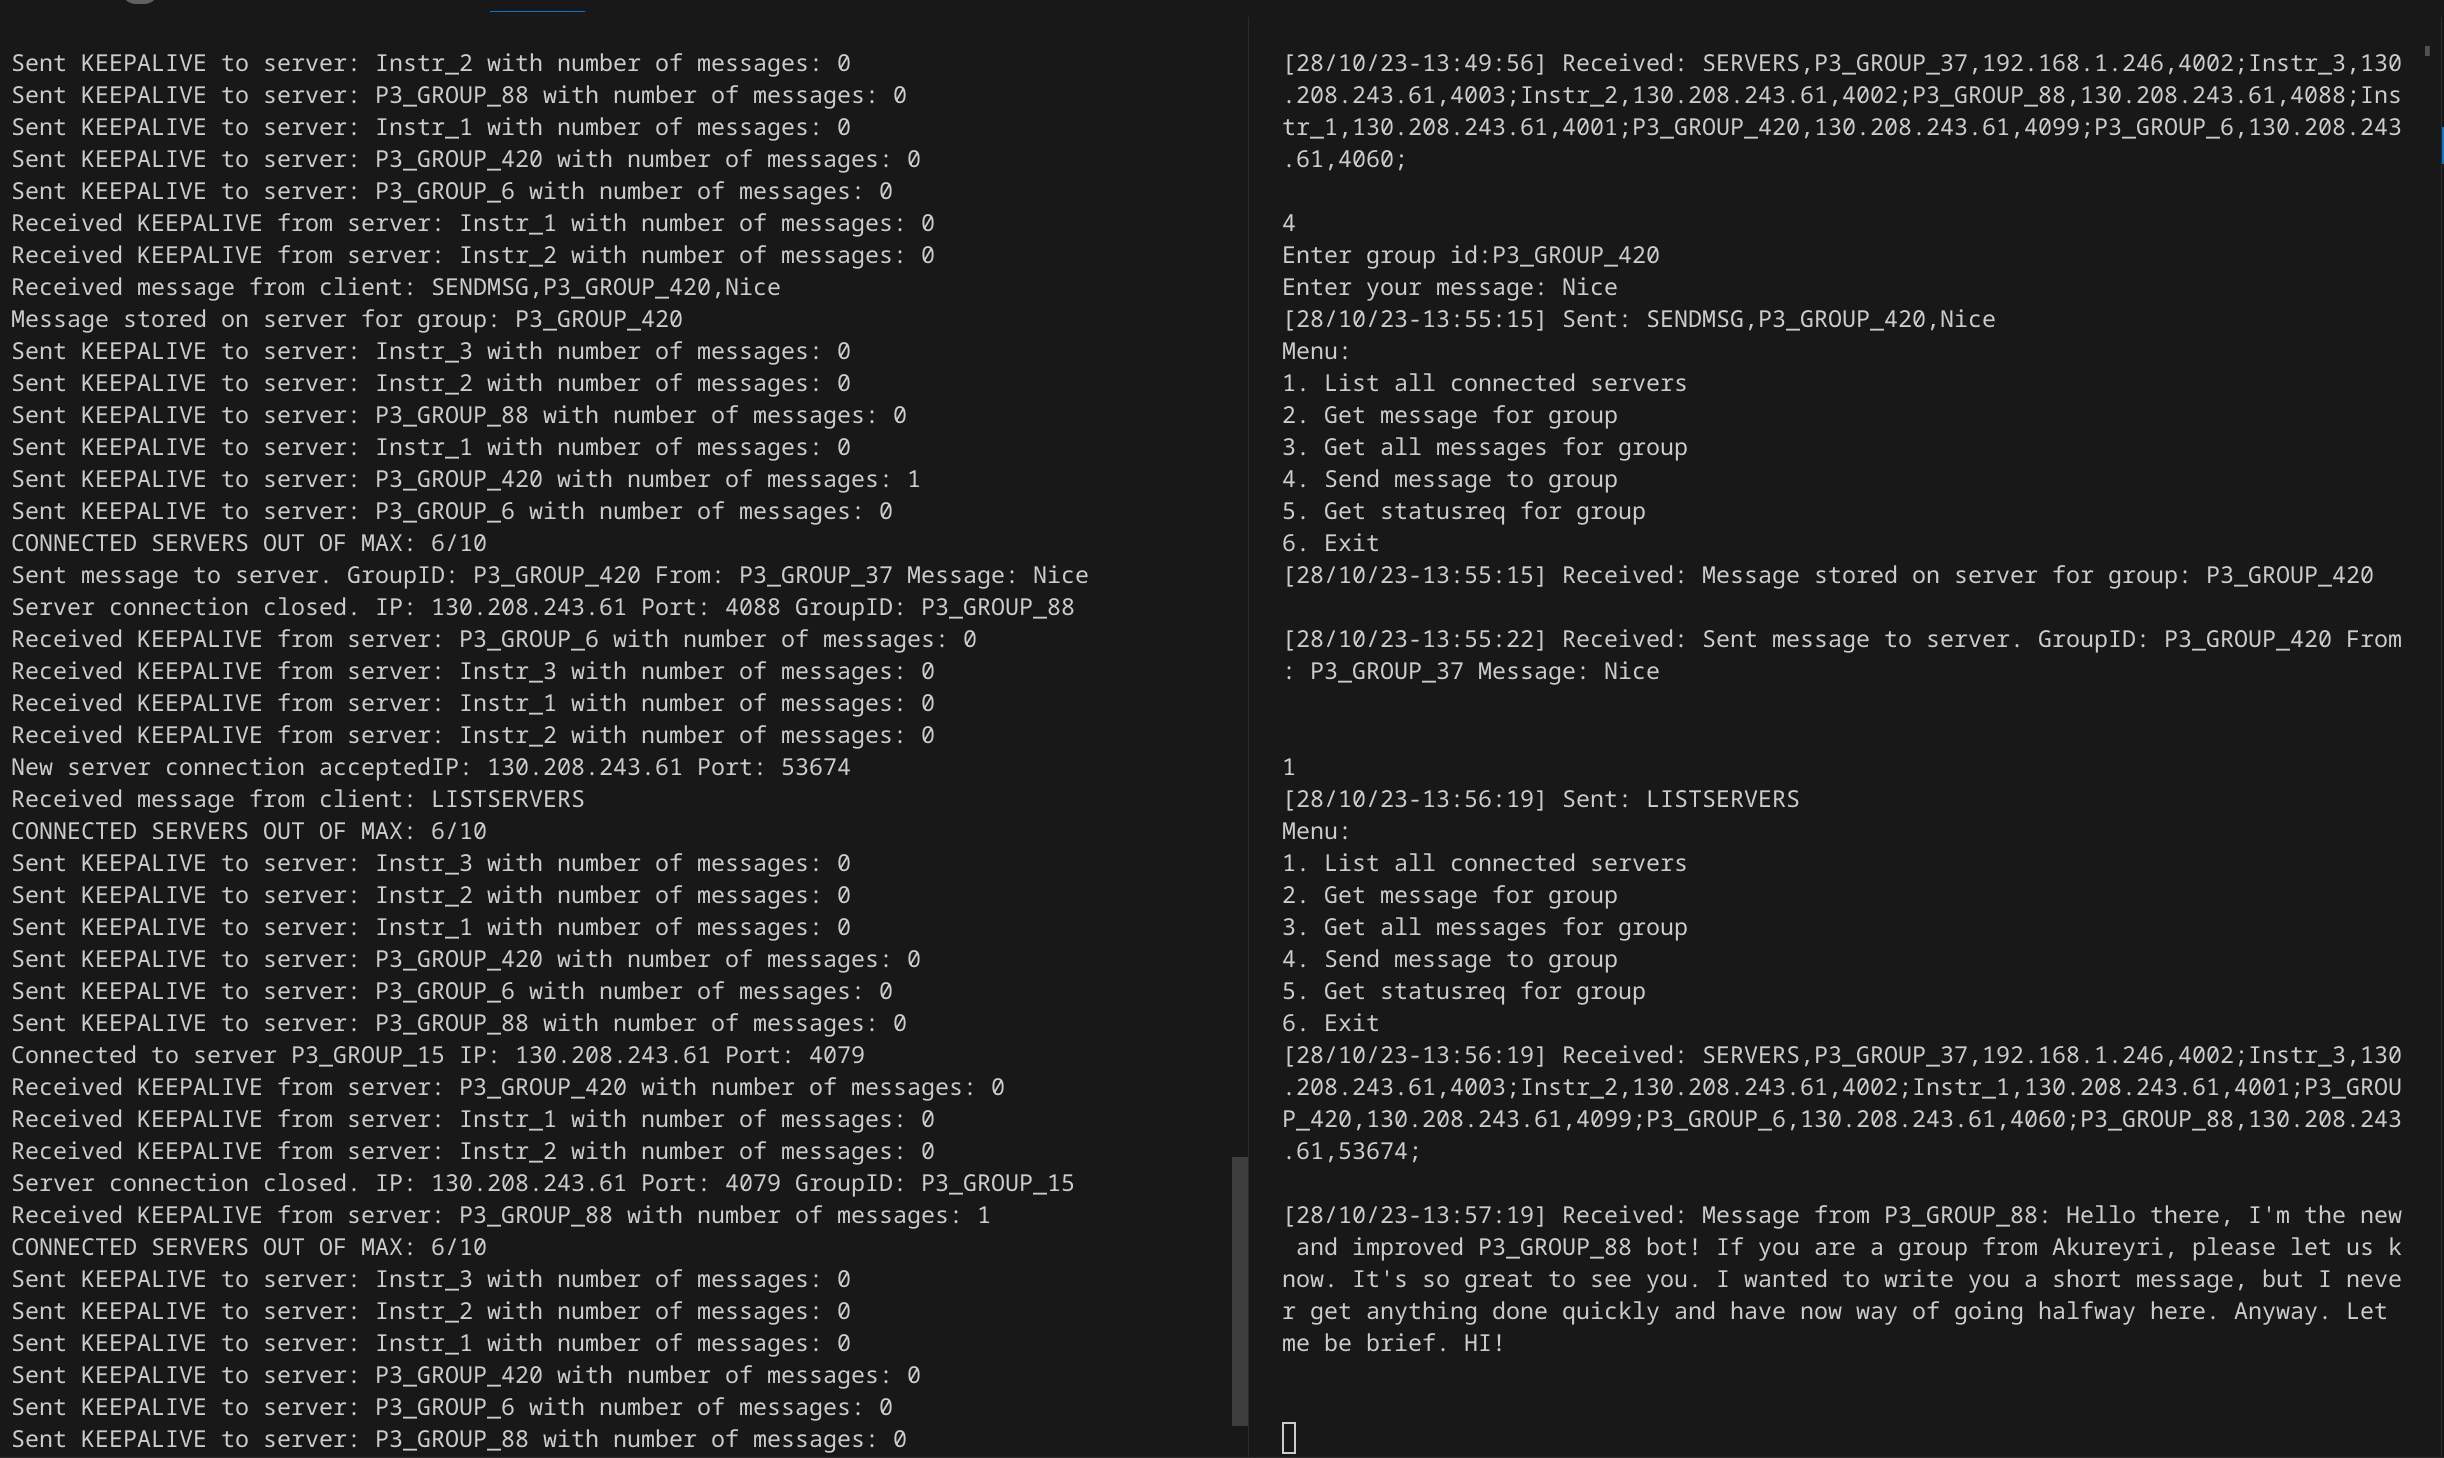 Sent KEEPALIVE to server: Instr_2 with number of messages: 0
Sent KEEPALIVE to server: P3_GROUP_88 with number of messages: 0
Sent KEEPALIVE to server: Instr_1 with number of messages: 0
Sent KEEPALIVE to server: P3_GROUP_420 with number of messages: 0
Sent KEEPALIVE to server: P3_GROUP_6 with number of messages: 0
Received KEEPALIVE from server: Instr_1 with number of messages: 0
Received KEEPALIVE from server: Instr_2 with number of messages: 0
Received message from client: SENDMSG,P3_GROUP_420,Nice
Message stored on server for group: P3_GROUP_420
Sent KEEPALIVE to server: Instr_3 with number of messages: 0
Sent KEEPALIVE to server: Instr_2 with number of messages: 0
Sent KEEPALIVE to server: P3_GROUP_88 with number of messages: 0
Sent KEEPALIVE to server: Instr_1 with number of messages: 0
Sent KEEPALIVE to server: P3_GROUP_420 with number of messages: 1
Sent KEEPALIVE to server: P3_GROUP_6 with number of messages: 0
CONNECTED SERVERS OUT OF MAX: 6/10
Sent message to server. GroupID: P3_GROUP_420 From: P3_GROUP_37 Message: Nice
Server connection closed. IP: 130.208.243.61 Port: 4088 GroupID: P3_GROUP_88
Received KEEPALIVE from server: P3_GROUP_6 with number of messages: 0
Received KEEPALIVE from server: Instr_3 with number of messages: 0
Received KEEPALIVE from server: Instr_1 with number of messages: 0
Received KEEPALIVE from server: Instr_2 with number of messages: 0
New server connection acceptedIP: 130.208.243.61 Port: 53674
Received message from client: LISTSERVERS
CONNECTED SERVERS OUT OF MAX: 6/10
Sent KEEPALIVE to server: Instr_3 with number of messages: 0
Sent KEEPALIVE to server: Instr_2 with number of messages: 0
Sent KEEPALIVE to server: Instr_1 with number of messages: 0
Sent KEEPALIVE to server: P3_GROUP_420 with number of messages: 0
Sent KEEPALIVE to server: P3_GROUP_6 with number of messages: 0
Sent KEEPALIVE to server: P3_GROUP_88 with number of messages: 0
Connected to server P3_GROUP_15 IP: 130.208.243.61 Port: 4079
Received KEEPALIVE from server: P3_GROUP_420 with number of messages: 0
Received KEEPALIVE from server: Instr_1 with number of messages: 0
Received KEEPALIVE from server: Instr_2 with number of messages: 0
Server connection closed. IP: 130.208.243.61 Port: 4079 GroupID: P3_GROUP_15
Received KEEPALIVE from server: P3_GROUP_88 with number of messages: 1
CONNECTED SERVERS OUT OF MAX: 6/10
Sent KEEPALIVE to server: Instr_3 with number of messages: 0
Sent KEEPALIVE to server: Instr_2 with number of messages: 0
Sent KEEPALIVE to server: Instr_1 with number of messages: 0
Sent KEEPALIVE to server: P3_GROUP_420 with number of messages: 0
Sent KEEPALIVE to server: P3_GROUP_6 with number of messages: 0
Sent KEEPALIVE to server: P3_GROUP_88 with number of messages: 0
[28/10/23-13:49:56] Received: SERVERS,P3_GROUP_37,192.168.1.246,4002;Instr_3,130
.208.243.61,4003;Instr_2,130.208.243.61,4002;P3_GROUP_88,130.208.243.61,4088;Ins
tr_1,130.208.243.61,4001;P3_GROUP_420,130.208.243.61,4099;P3_GROUP_6,130.208.243
.61,4060;
4
Enter group id:P3_GROUP_420
Enter your message: Nice
[28/10/23-13:55:15] Sent: SENDMSG,P3_GROUP_420,Nice
Menu:
1. List all connected servers
2. Get message for group
3. Get all messages for group
4. Send message to group
5. Get statusreq for group
6. Exit
[28/10/23-13:55:15] Received: Message stored on server for group: P3_GROUP_420
[28/10/23-13:55:22] Received: Sent message to server. GroupID: P3_GROUP_420 From
: P3_GROUP_37 Message: Nice
1
[28/10/23-13:56:19] Sent: LISTSERVERS
Menu:
1. List all connected servers
2. Get message for group
3. Get all messages for group
4. Send message to group
5. Get statusreq for group
6. Exit
[28/10/23-13:56:19] Received: SERVERS,P3_GROUP_37,192.168.1.246,4002;Instr_3,130
.208.243.61,4003;Instr_2,130.208.243.61,4002;Instr_1,130.208.243.61,4001;P3_GROU
P_420,130.208.243.61,4099;P3_GROUP_6,130.208.243.61,4060;P3_GROUP_88,130.208.243
.61,53674;
[28/10/23-13:57:19] Received: Message from P3_GROUP_88: Hello there, I'm the new
 and improved P3_GROUP_88 bot! If you are a group from Akureyri, please let us k
now. It's so great to see you. I wanted to write you a short message, but I neve
r get anything done quickly and have now way of going halfway here. Anyway. Let
me be brief. HI!